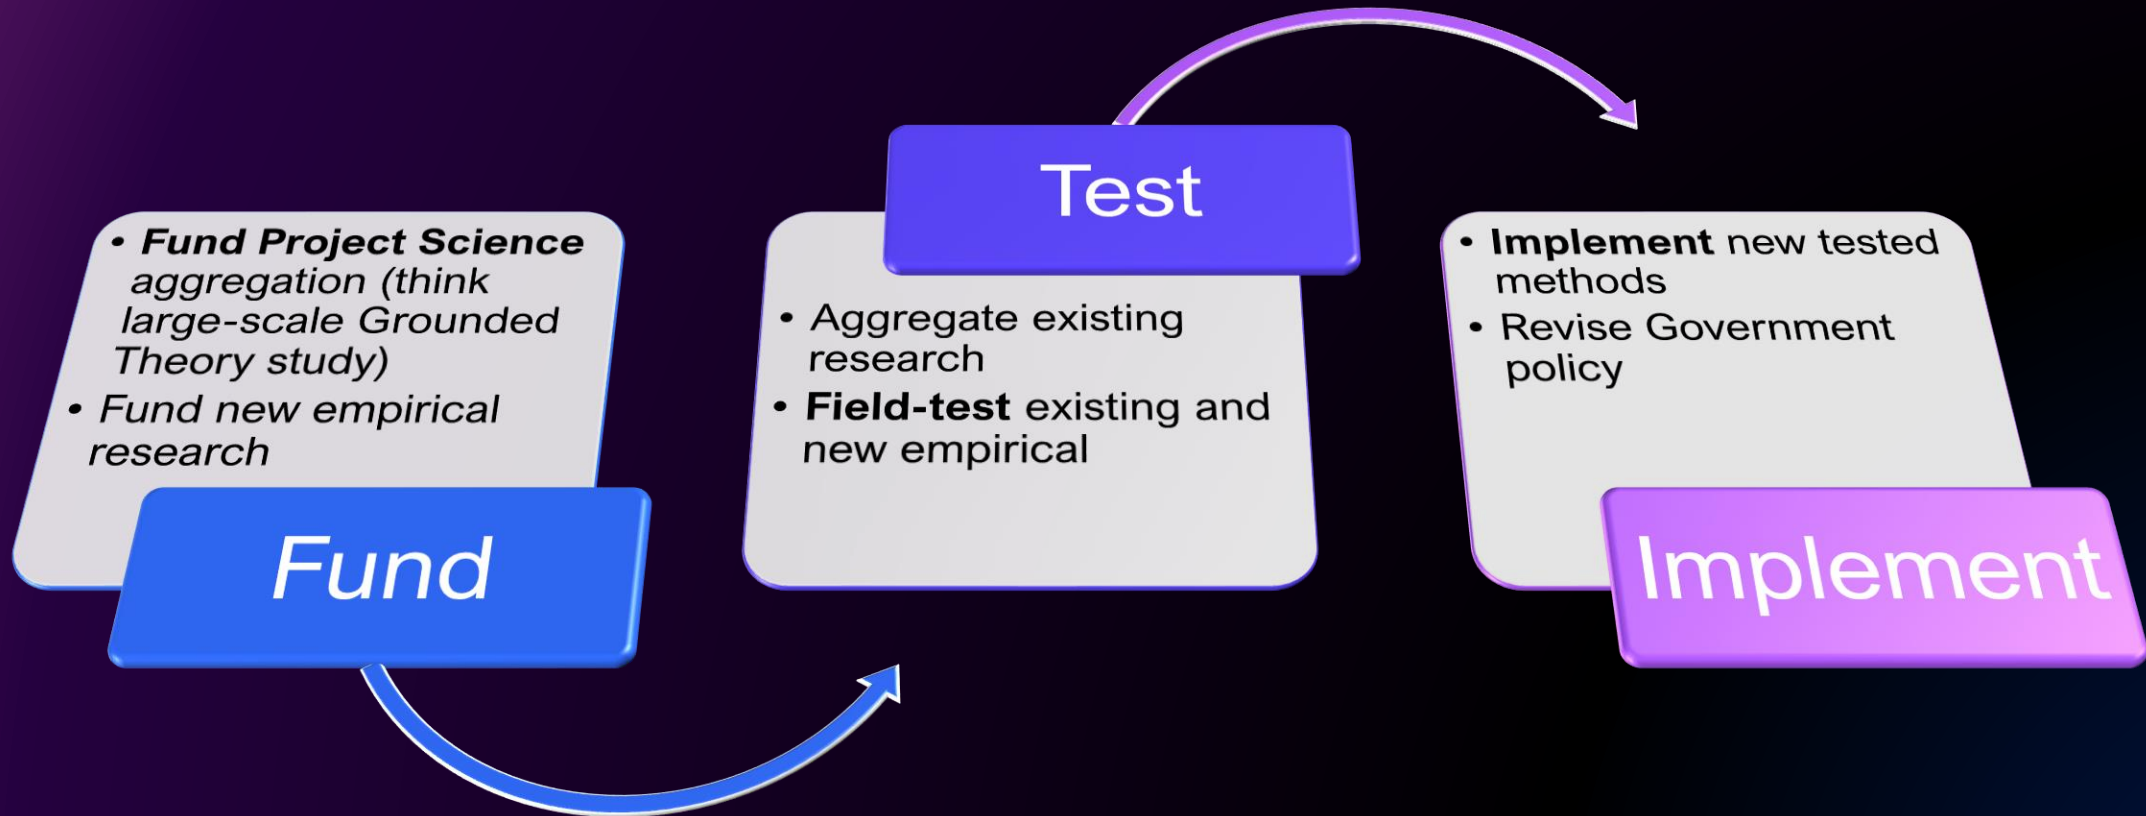 • Fund Project Science
aggregation (think
large-scale Grounded
Theory study)
• Fund new empirical
research
Fund
Test
• Aggregate existing
research
• Field-test existing and
new empirical
• Implement new tested
methods
• Revise Government
policy
Implement